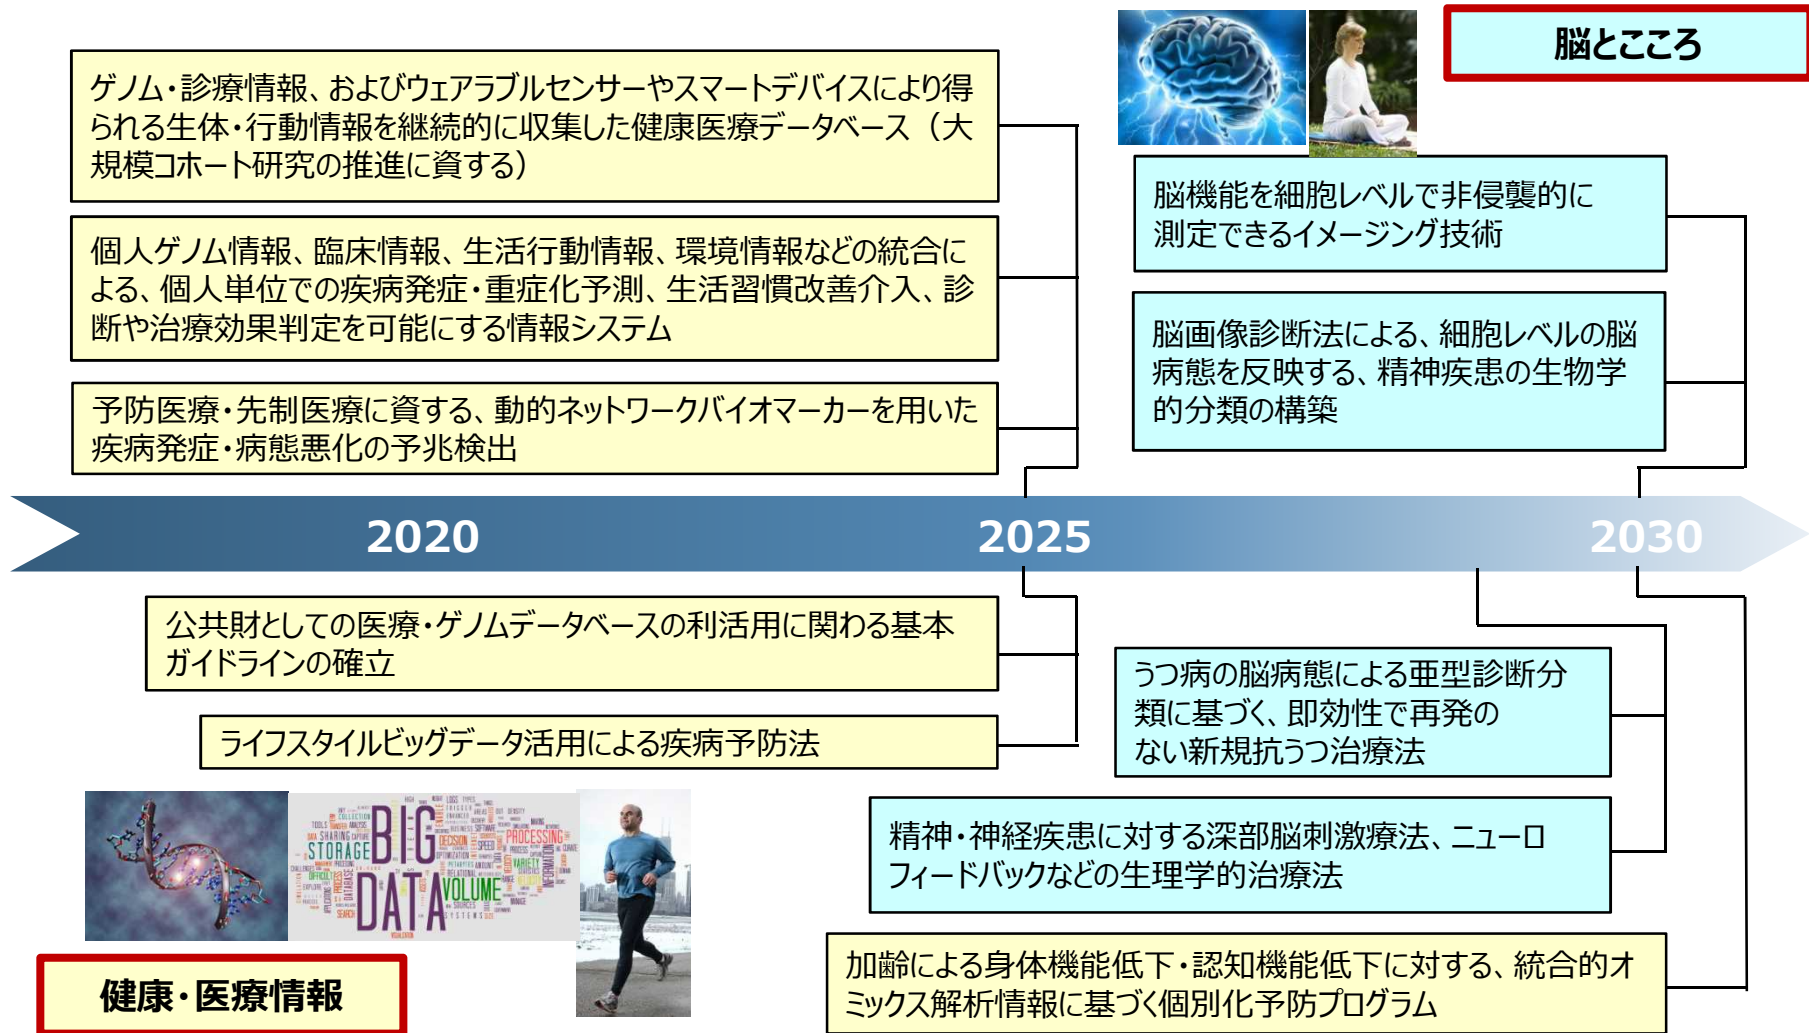 脳とこころ
ゲノム・診療情報、およびウェアラブルセンサーやスマートデバイスにより得
られる生体・行動情報を継続的に収集した健康医療データベース（大
規模コホート研究の推進に資する）
個人ゲノム情報、臨床情報、生活行動情報、環境情報などの統合に
よる、個人単位での疾病発症・重症化予測、生活習慣改善介入、診
断や治療効果判定を可能にする情報システム
予防医療・先制医療に資する、動的ネットワークバイオマーカーを用いた
疾病発症・病態悪化の予兆検出
脳機能を細胞レベルで非侵襲的に
測定できるイメージング技術
脳画像診断法による、細胞レベルの脳
病態を反映する、精神疾患の生物学
的分類の構築
2020
2025
2030
公共財としての医療・ゲノムデータベースの利活用に関わる基本
ガイドラインの確立
ライフスタイルビッグデータ活用による疾病予防法
うつ病の脳病態による亜型診断分
類に基づく、即効性で再発の
ない新規抗うつ治療法
精神・神経疾患に対する深部脳刺激療法、ニューロ
フィードバックなどの生理学的治療法
加齢による身体機能低下・認知機能低下に対する、統合的オ
ミックス解析情報に基づく個別化予防プログラム
BIG
DATA
STORAGE
PROCESSING
VOLUME
VARIETY
DECISION
SPEED
INFORMATION
SHARING
DIFFICULT
SEARCH
健康・医療情報